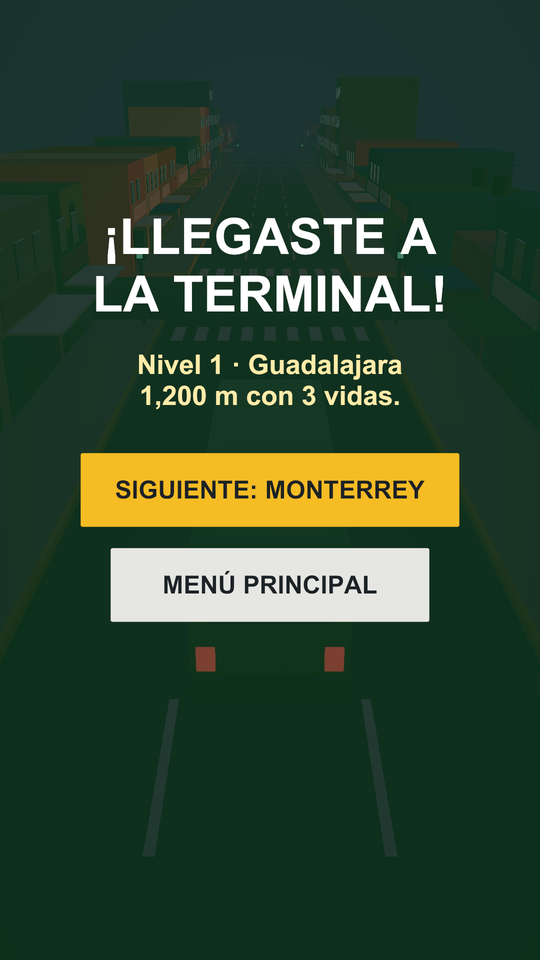 ¡LLEGASTE A
LA TERMINAL!
Nivel 1 · Guadalajara
1,200 m con 3 vidas.
SIGUIENTE: MONTERREY
MENÚ PRINCIPAL